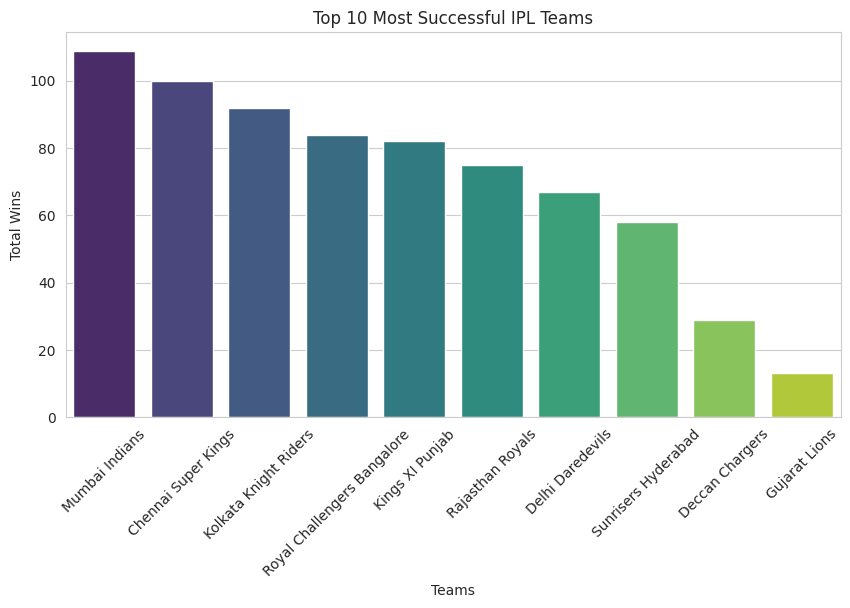 Top 10 Most Successful IPL Teams
Total Wins
100
80
60
40
20
0
Mumbai Indians
Chennai Super Kings
Kolkata Knight Riders
Royal Challengers Bangalore
Kings XI Punjab
Rajasthan Royals
Delhi Daredevils
Sunrisers Hyderabad
Deccan Chargers
Gujarat Lions
Teams